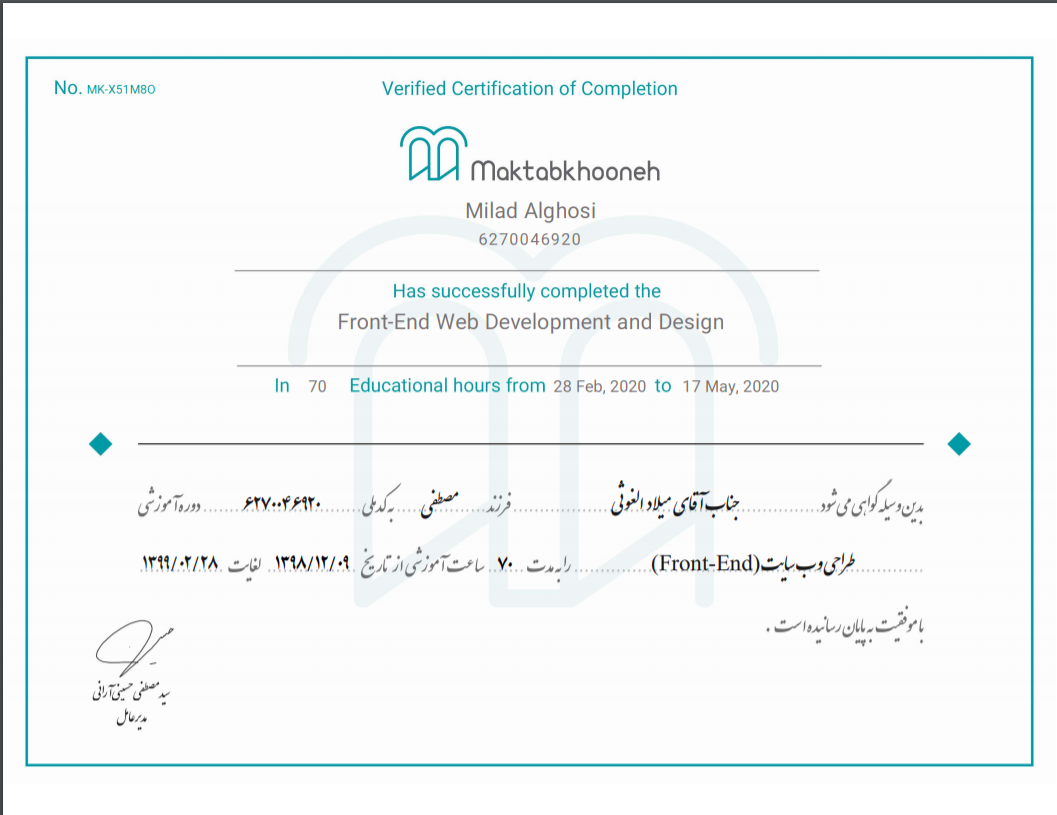 No. MK-X51M8O
Verified Certification of Completion
Maktabkhooneh
Milad Alghosi
6270046920
Has successfully completed the
Front-End Web Development and Design
In 70 Educational hours from 28 Feb, 2020 to 17 May, 2020
بدین وسیله گواهی می شود جناب آقای میلاد الغوثی فرزند مصطفی به کد ملی ۶۲۷۰۰۴۶۹۲۰ دوره آموزشی
طراحی وب سایت (Front-End) را به مدت ۷۰ ساعت آموزشی از تاریخ ۱۳۹۸/۱۲/۰۹ لغایت ۱۳۹۹/۰۲/۲۸
با موفقیت به پایان رسانیده است .
سید مصطفی حسینی آرانی
مدیرعامل